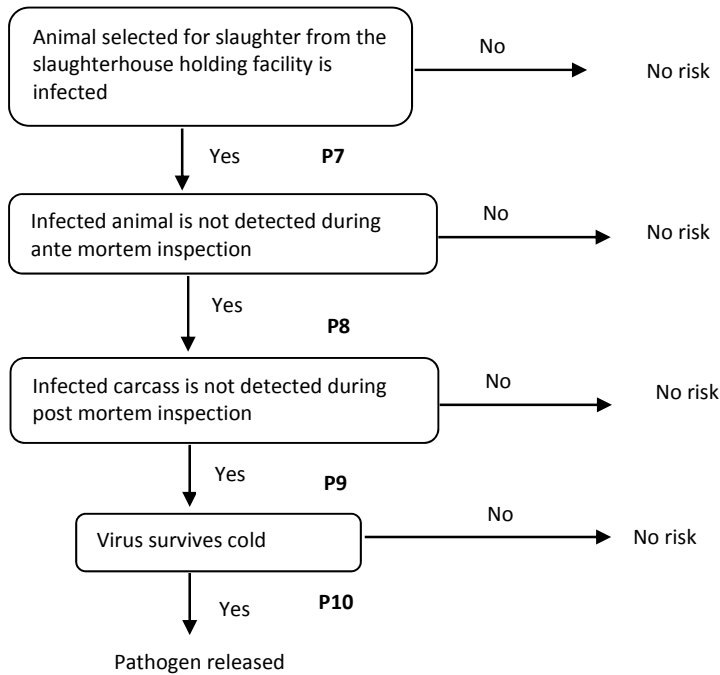 Animal selected for slaughter from the
slaughterhouse holding facility is
infected
No
No risk
Yes
P7
Infected animal is not detected during
ante mortem inspection
No
No risk
Yes
P8
Infected carcass is not detected during
post mortem inspection
No
No risk
Yes
P9
Virus survives cold
No
No risk
Yes
P10
Pathogen released